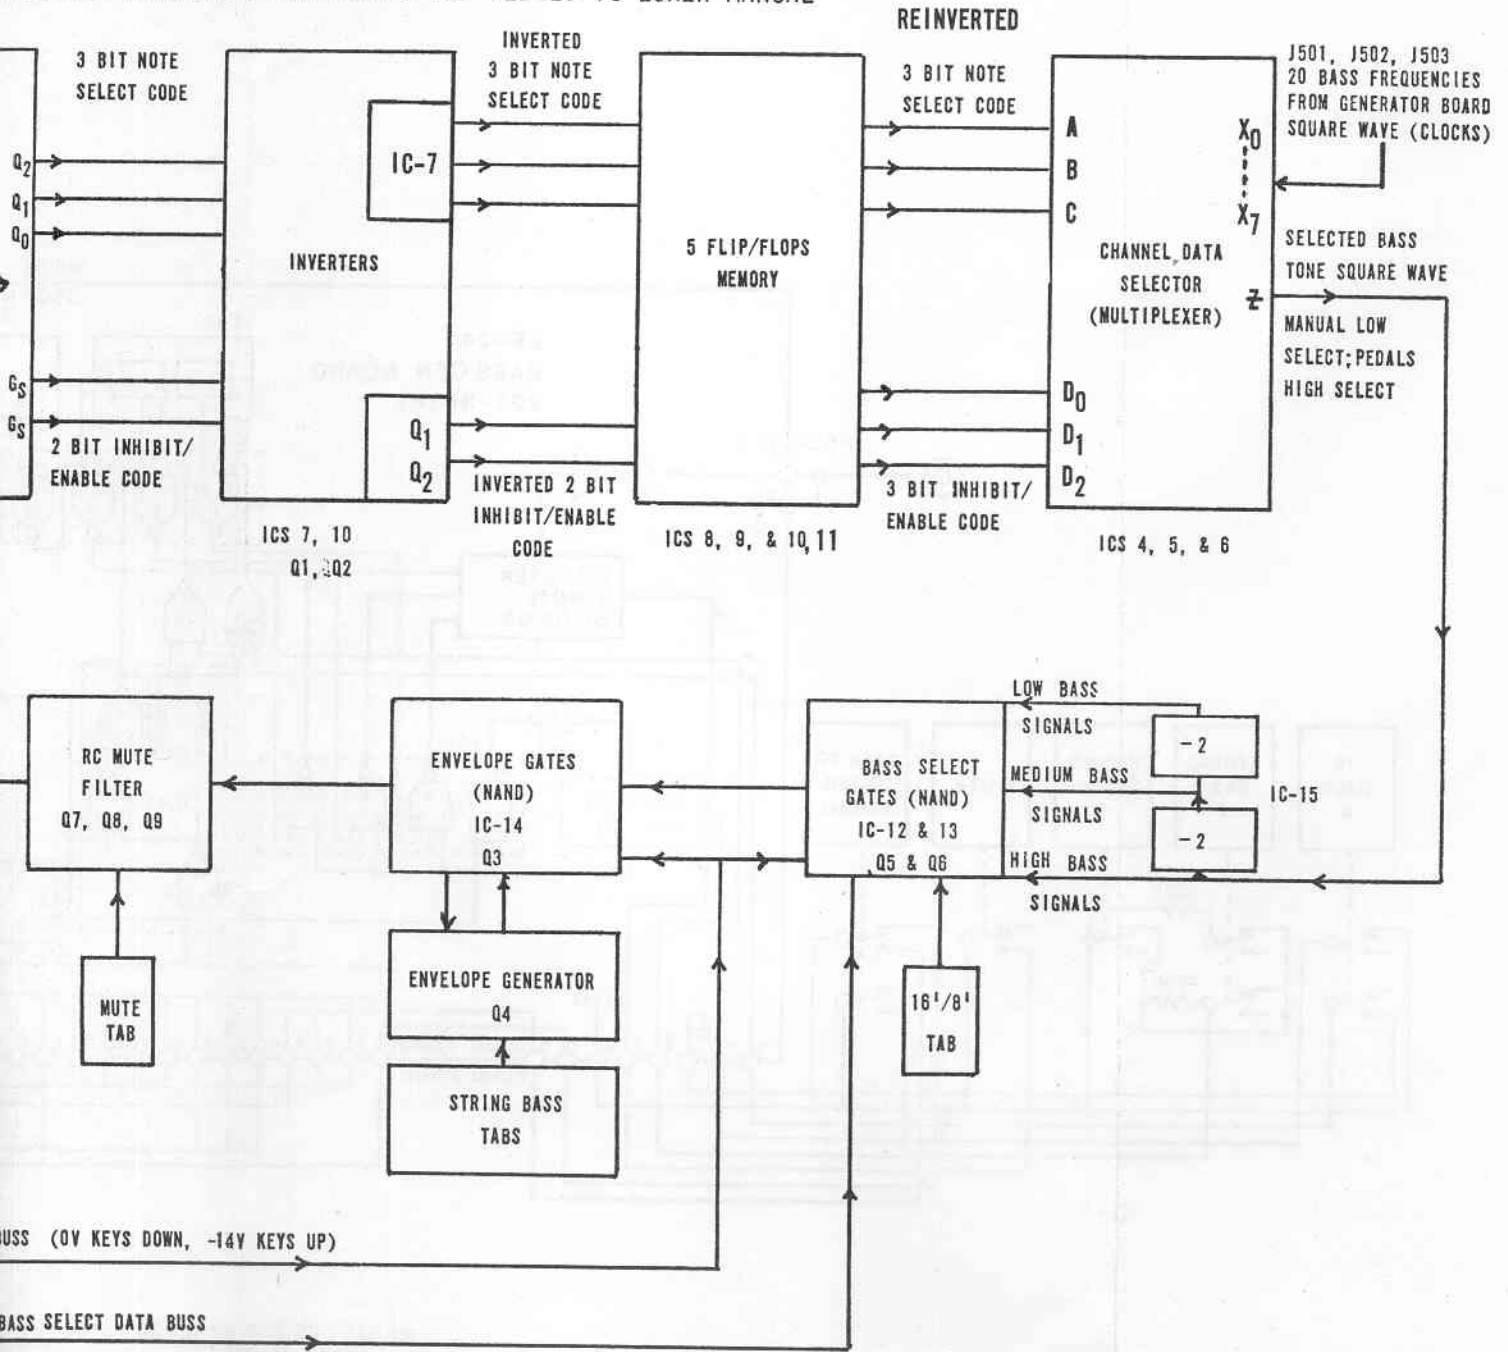 LOWER MANUAL
REINVERTED
3 BIT NOTE
SELECT CODE
INVERTED
3 BIT NOTE
SELECT CODE
3 BIT NOTE
SELECT CODE
J501, J502, J503
20 BASS FREQUENCIES
FROM GENERATOR BOARD
SQUARE WAVE (CLOCKS)
Q2
Q1
Q0
GS
GS
2 BIT INHIBIT/
ENABLE CODE
IC-7
INVERTERS
Q1
Q2
ICS 7, 10
Q1, Q2
INVERTED 2 BIT
INHIBIT/ENABLE
CODE
5 FLIP/FLOPS
MEMORY
ICS 8, 9, & 10, 11
3 BIT INHIBIT/
ENABLE CODE
A
B
C
X0
X7
CHANNEL, DATA
SELECTOR
(MULTIPLEXER)
Z
D0
D1
D2
ICS 4, 5, & 6
SELECTED BASS
TONE SQUARE WAVE
MANUAL LOW
SELECT; PEDALS
HIGH SELECT
RC MUTE
FILTER
Q7, Q8, Q9
MUTE
TAB
ENVELOPE GATES
(NAND)
IC-14
Q3
ENVELOPE GENERATOR
Q4
STRING BASS
TABS
BASS SELECT
GATES (NAND)
IC-12 & 13
Q5 & Q6
LOW BASS
SIGNALS
MEDIUM BASS
SIGNALS
HIGH BASS
SIGNALS
-2
-2
IC-15
16'/8'
TAB
BUSS (0V KEYS DOWN, -14V KEYS UP)
BASS SELECT DATA BUSS